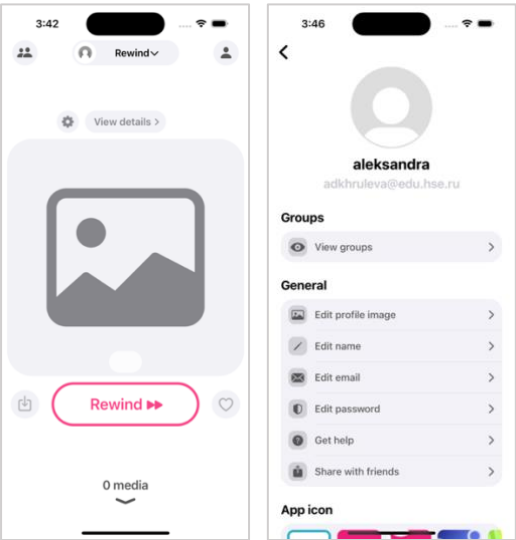 3:42
Rewind
View details >
Rewind
0 media
3:46
aleksandra
adkhruleva@edu.hse.ru
Groups
View groups
General
Edit profile image
Edit name
Edit email
Edit password
Get help
Share with friends
App icon